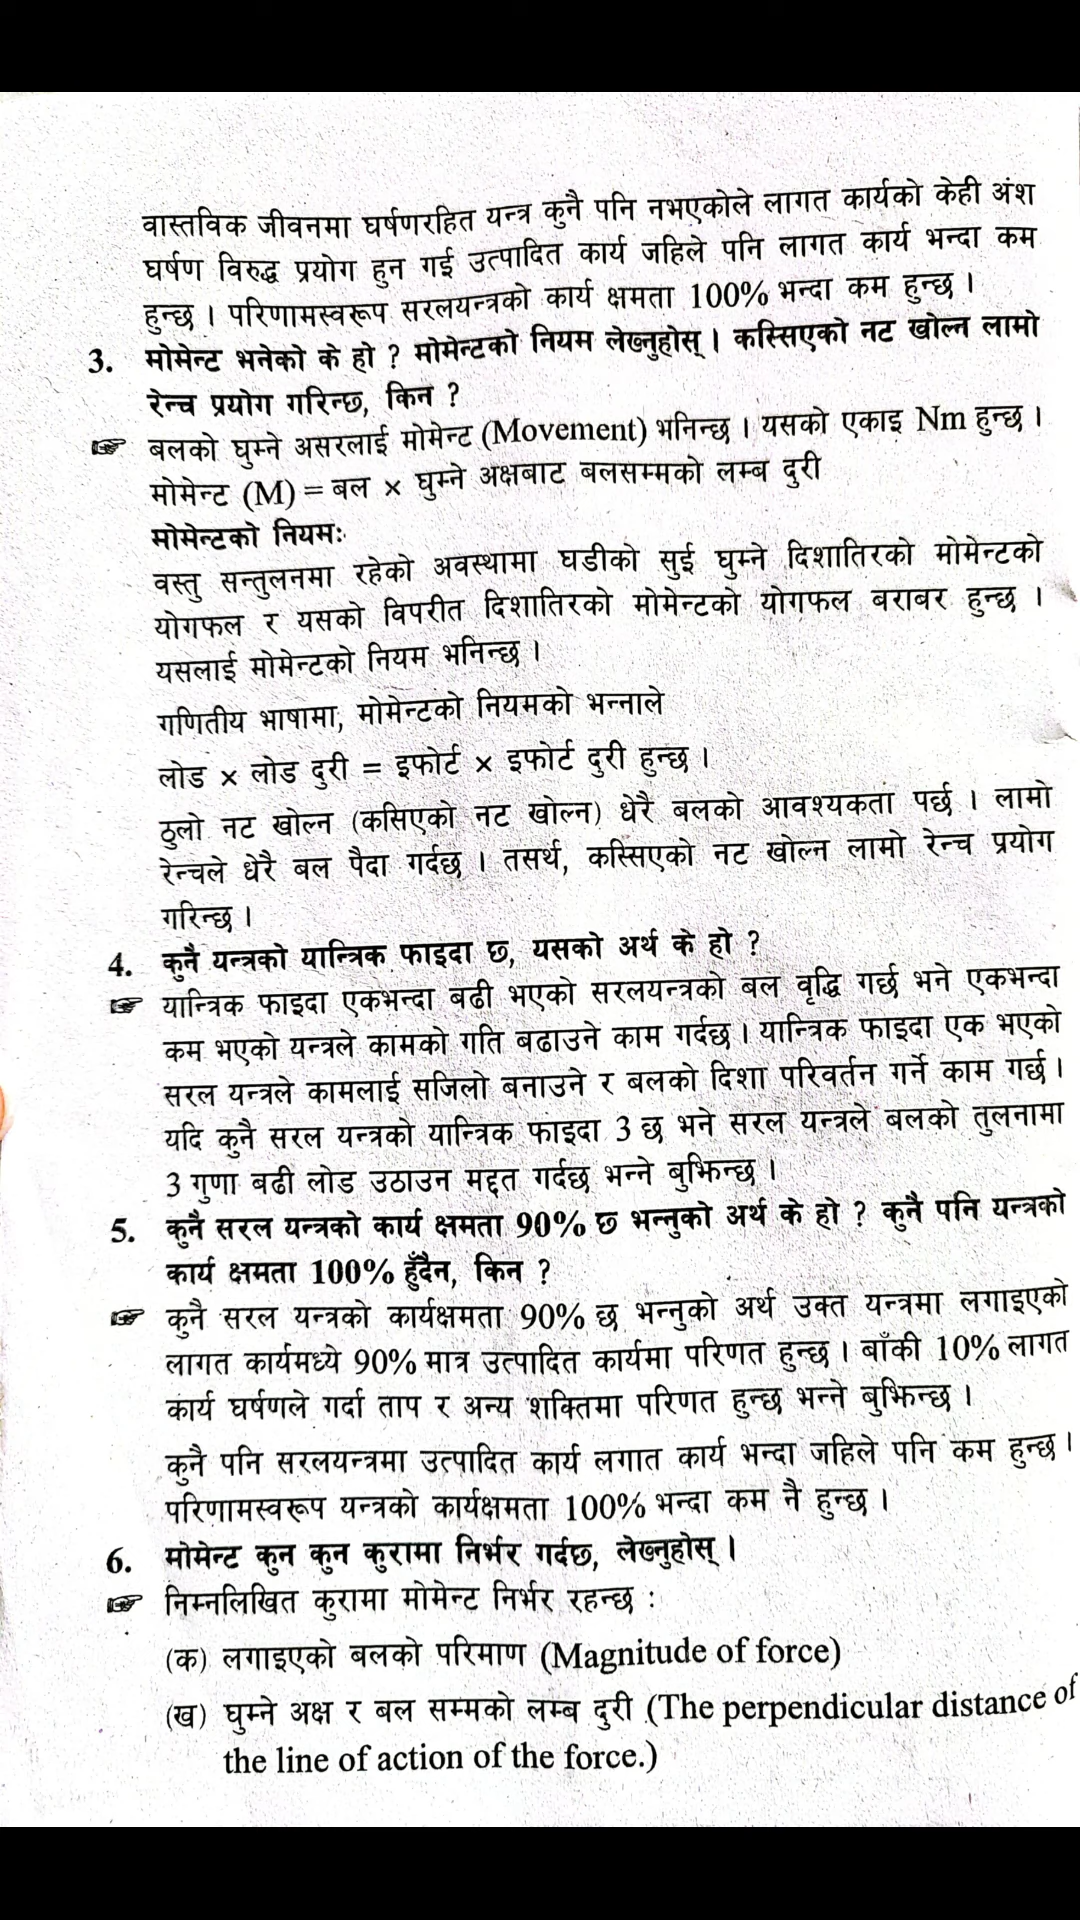 वास्तविक जीवनमा घर्षणरहित यन्त्र कुनै पनि नभएकोले लागत कार्यको केही अंश
घर्षण विरुद्ध प्रयोग हुन गई उत्पादित कार्य जहिले पनि लागत कार्य भन्दा कम
हुन्छ । परिणामस्वरूप सरलयन्त्रको कार्य क्षमता 100% भन्दा कम हुन्छ ।
3. मोमेन्ट भनेको के हो ? मोमेन्टको नियम लेख्नुहोस् । कस्सिएको नट खोल्न लामो
रेन्च प्रयोग गरिन्छ, किन ?
☞ बलको घुम्ने असरलाई मोमेन्ट (Movement) भनिन्छ । यसको एकाइ Nm हुन्छ ।
मोमेन्ट (M) = बल × घुम्ने अक्षबाट बलसम्मको लम्ब दुरी
मोमेन्टको नियमः
वस्तु सन्तुलनमा रहेको अवस्थामा घडीको सुई घुम्ने दिशातिरको मोमेन्टको
योगफल र यसको विपरीत दिशातिरको मोमेन्टको योगफल बराबर हुन्छ ।
यसलाई मोमेन्टको नियम भनिन्छ ।
गणितीय भाषामा, मोमेन्टको नियमको भन्नाले
लोड × लोड दुरी = इफोर्ट × इफोर्ट दुरी हुन्छ ।
ठुलो नट खोल्न (कसिएको नट खोल्न) धेरै बलको आवश्यकता पर्छ । लामो
रेन्चले धेरै बल पैदा गर्दछ । तसर्थ, कस्सिएको नट खोल्न लामो रेन्च प्रयोग
गरिन्छ ।
4. कुनै यन्त्रको यान्त्रिक फाइदा छ, यसको अर्थ के हो ?
☞ यान्त्रिक फाइदा एकभन्दा बढी भएको सरलयन्त्रको बल वृद्धि गर्छ भने एकभन्दा
कम भएको यन्त्रले कामको गति बढाउने काम गर्दछ । यान्त्रिक फाइदा एक भएको
सरल यन्त्रले कामलाई सजिलो बनाउने र बलको दिशा परिवर्तन गर्ने काम गर्छ ।
यदि कुनै सरल यन्त्रको यान्त्रिक फाइदा 3 छ भने सरल यन्त्रले बलको तुलनामा
3 गुणा बढी लोड उठाउन मद्दत गर्दछ भन्ने बुझिन्छ ।
5. कुनै सरल यन्त्रको कार्य क्षमता 90% छ भन्नुको अर्थ के हो ? कुनै पनि यन्त्रको
कार्य क्षमता 100% हुँदैन, किन ?
☞ कुनै सरल यन्त्रको कार्यक्षमता 90% छ भन्नुको अर्थ उक्त यन्त्रमा लगाइएको
लागत कार्यमध्ये 90% मात्र उत्पादित कार्यमा परिणत हुन्छ । बाँकी 10% लागत
कार्य घर्षणले गर्दा ताप र अन्य शक्तिमा परिणत हुन्छ भन्ने बुझिन्छ ।
कुनै पनि सरलयन्त्रमा उत्पादित कार्य लगात कार्य भन्दा जहिले पनि कम हुन्छ ।
परिणामस्वरूप यन्त्रको कार्यक्षमता 100% भन्दा कम नै हुन्छ ।
6. मोमेन्ट कुन कुन कुरामा निर्भर गर्दछ, लेख्नुहोस् ।
☞ निम्नलिखित कुरामा मोमेन्ट निर्भर रहन्छ :
(क) लगाइएको बलको परिमाण (Magnitude of force)
(ख) घुम्ने अक्ष र बल सम्मको लम्ब दुरी (The perpendicular distance of
the line of action of the force.)